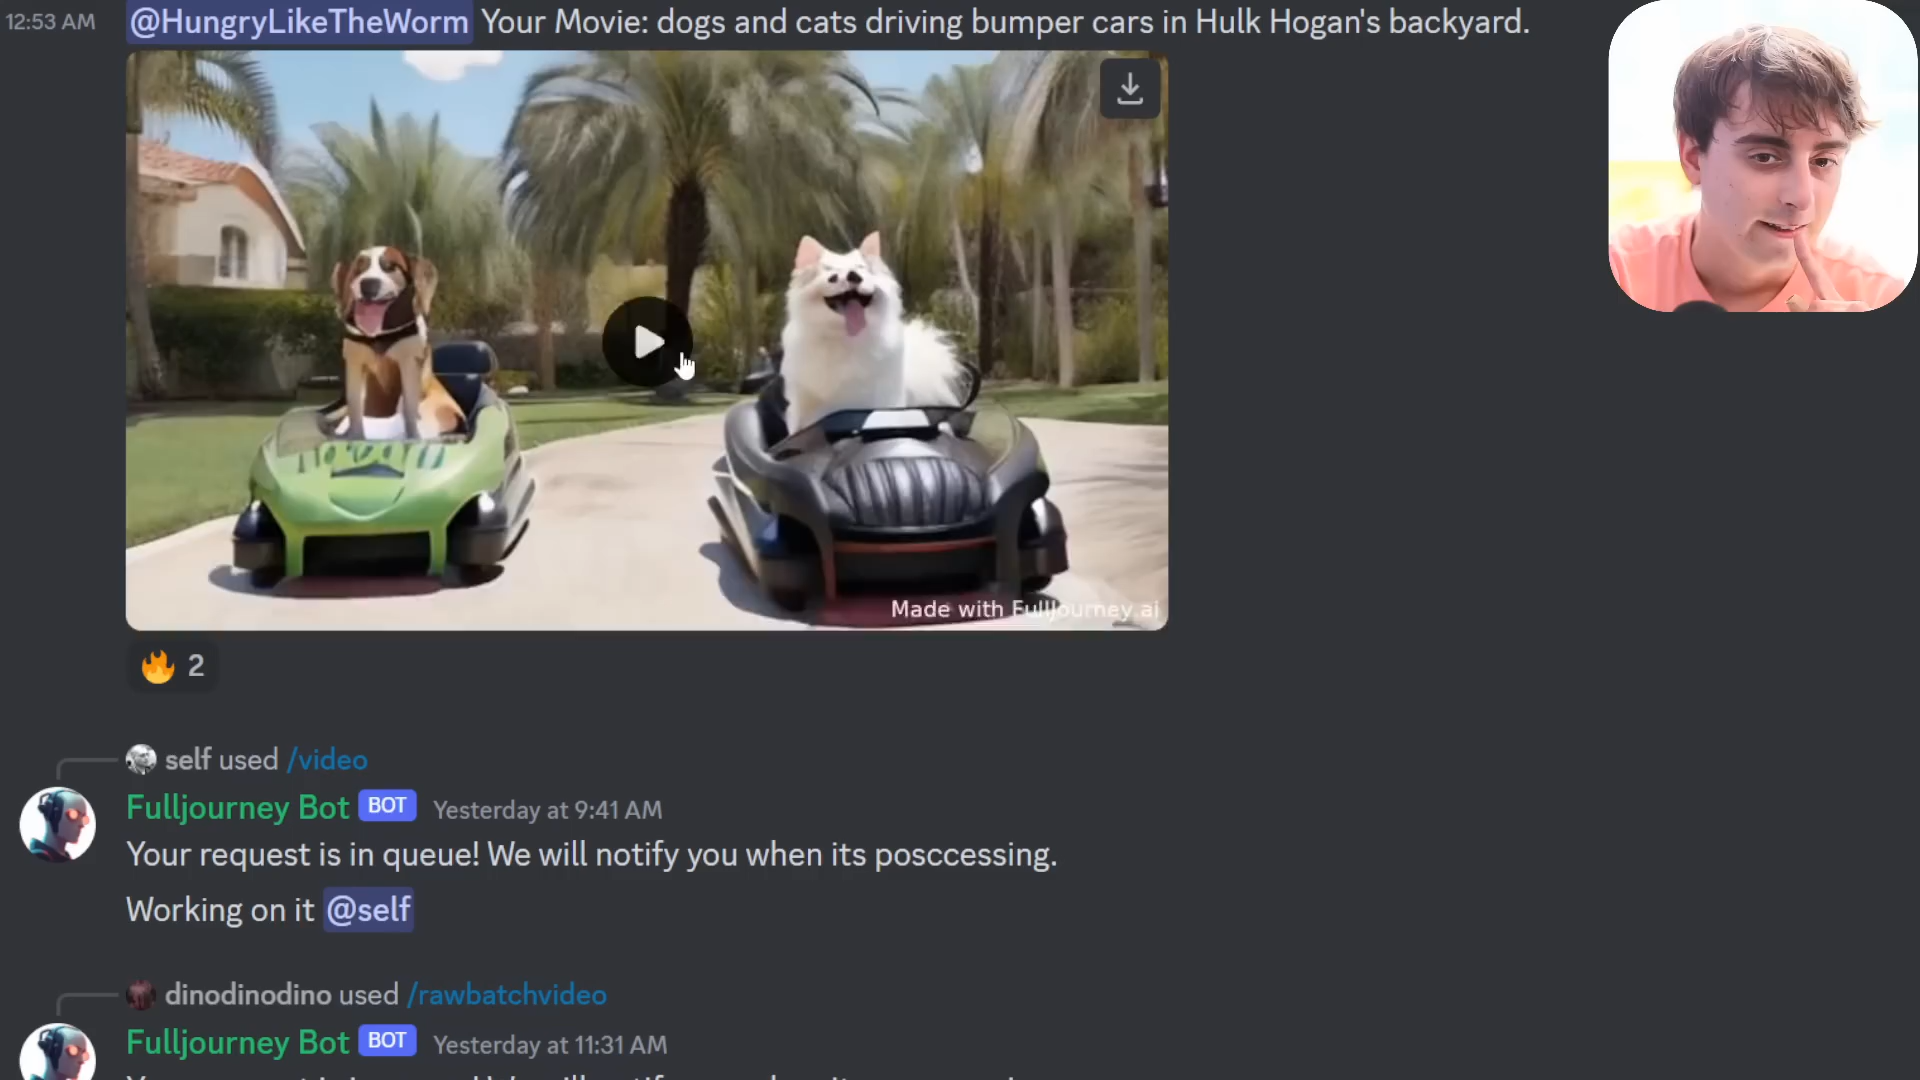 12:53 AM @HungryLikeTheWorm Your Movie: dogs and cats driving bumper cars in Hulk Hogan's backyard.
Made with Fulljourney.ai
🔥 2
self used /video
Fulljourney Bot BOT Yesterday at 9:41 AM
Your request is in queue! We will notify you when its posccessing.
Working on it @self
dinodinodino used /rawbatchvideo
Fulljourney Bot BOT Yesterday at 11:31 AM